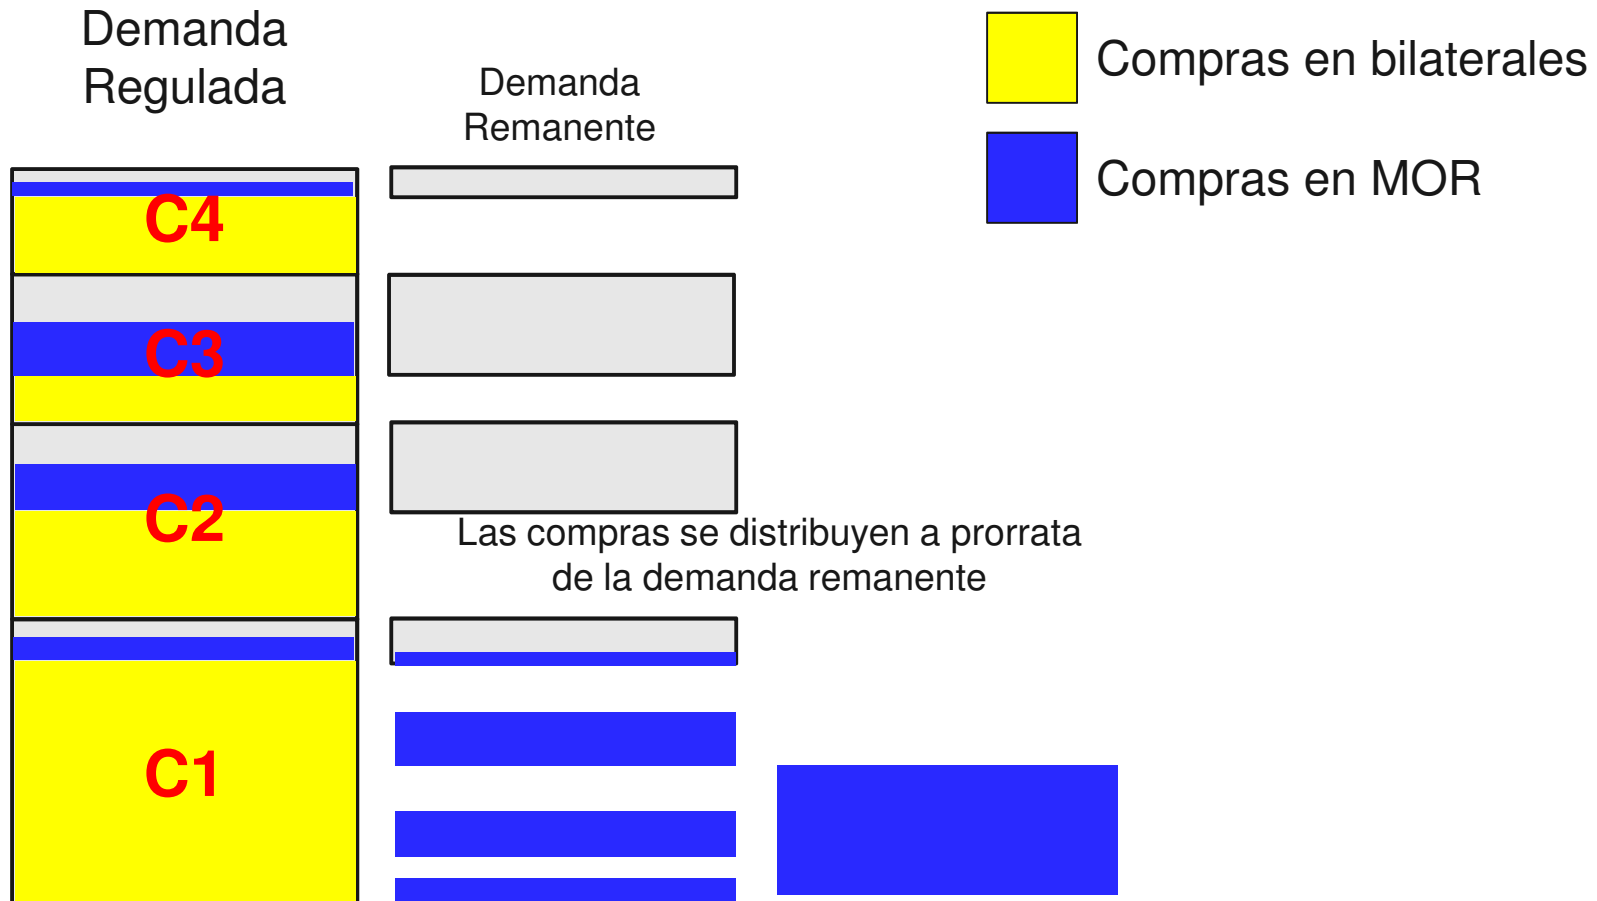 Demanda
Regulada
Demanda
Remanente
Compras en bilaterales
Compras en MOR
C4
C3
C2
Las compras se distribuyen a prorrata
de la demanda remanente
C1